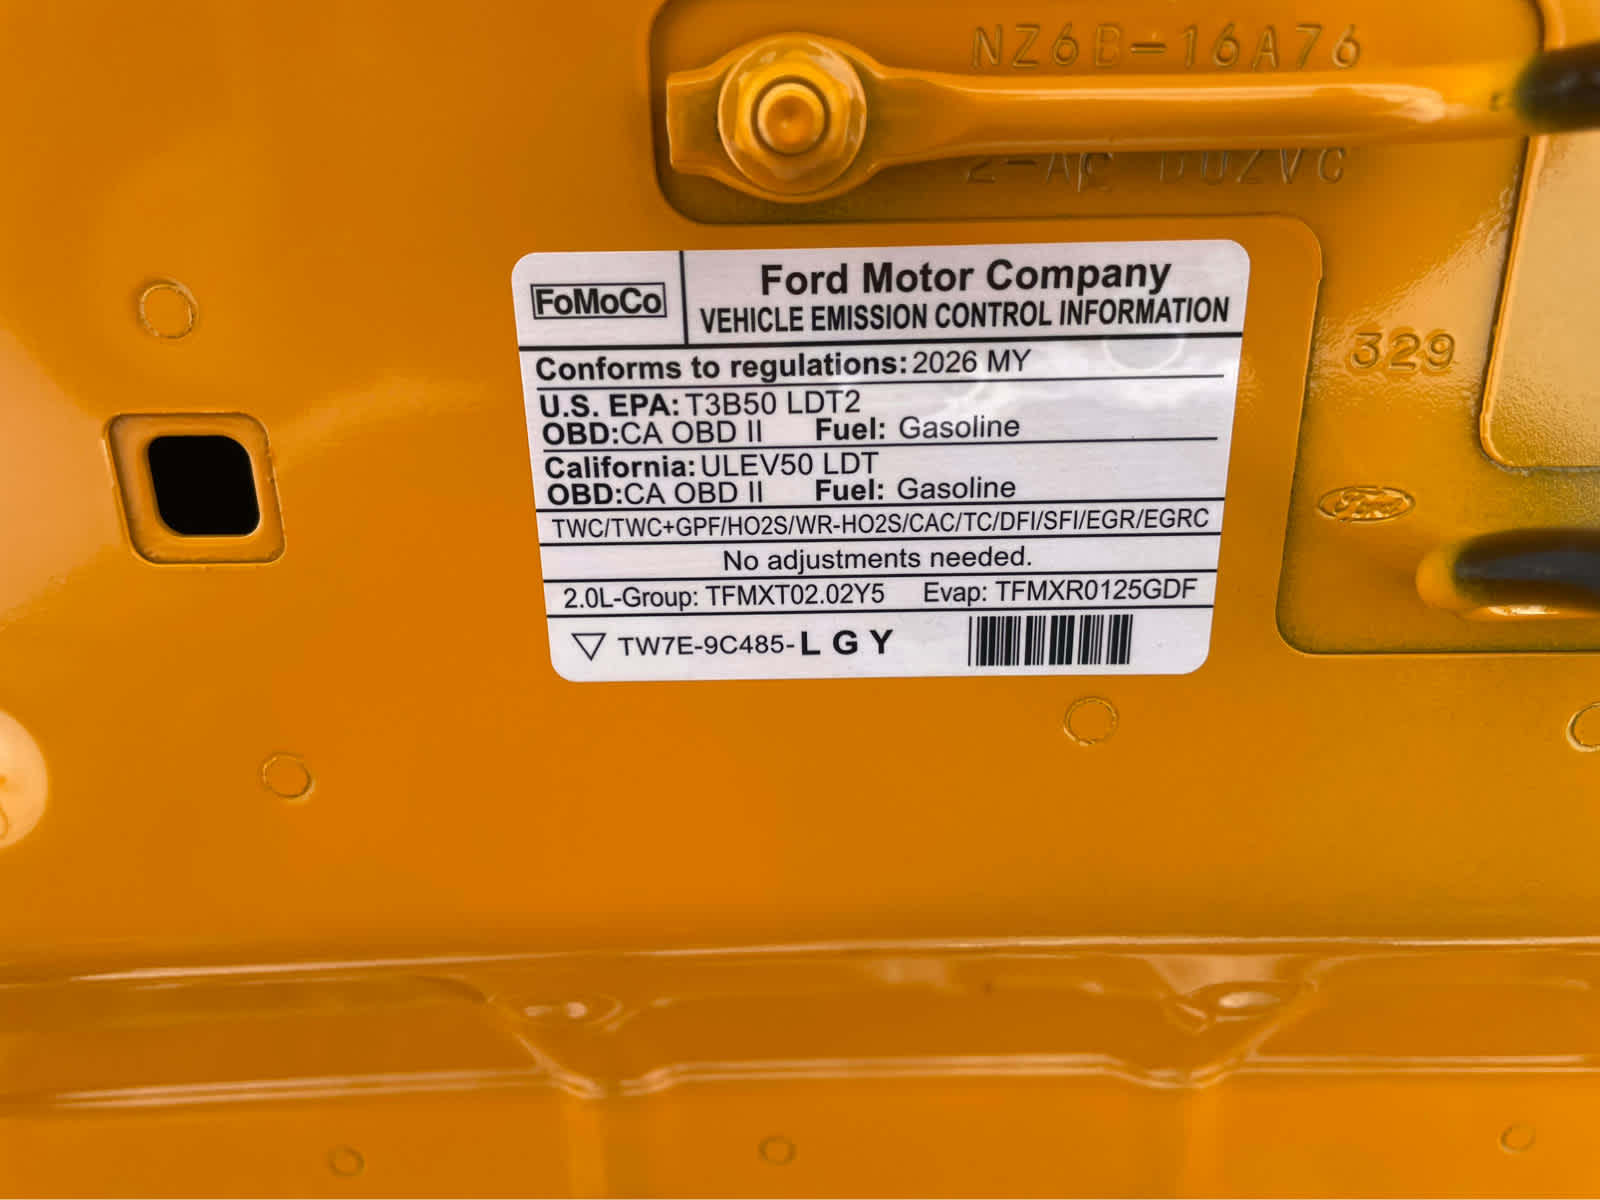 NZ6B-16A76
FoMoCo
Ford Motor Company
VEHICLE EMISSION CONTROL INFORMATION
Conforms to regulations: 2026 MY
U.S. EPA: T3B50 LDT2
OBD:CA OBD II Fuel: Gasoline
California: ULEV50 LDT
OBD:CA OBD II Fuel: Gasoline
TWC/TWC+GPF/HO2S/WR-HO2S/CAC/TC/DFI/SFI/EGR/EGRC
No adjustments needed.
2.0L-Group: TFMXT02.02Y5 Evap: TFMXR0125GDF
TW7E-9C485-LGY
329
Ford